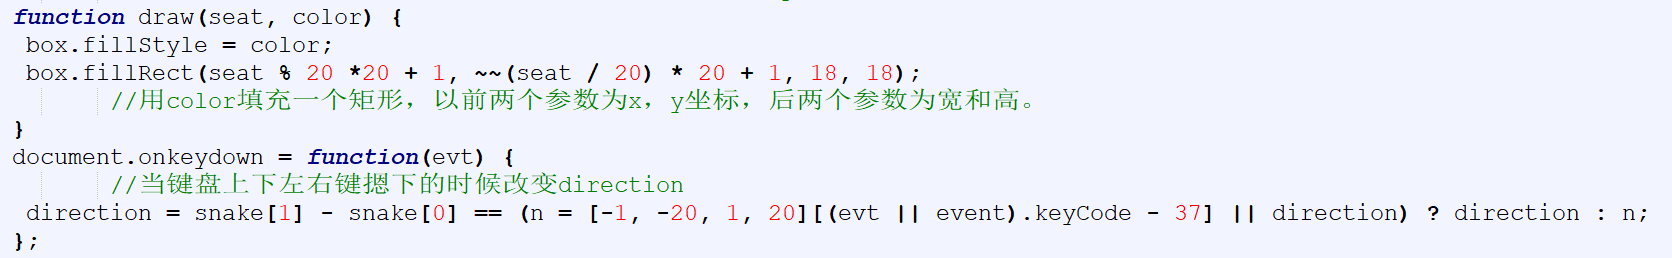 function draw(seat, color) {
box.fillStyle = color;
box.fillRect(seat % 20 *20 + 1, ~~(seat / 20) * 20 + 1, 18, 18);
//用color填充一个矩形，以前两个参数为x，y坐标，后两个参数为宽和高。
}
document.onkeydown = function(evt) {
//当键盘上下左右键摁下的时候改变direction
direction = snake[1] - snake[0] == (n = [-1, -20, 1, 20][(evt || event).keyCode - 37] || direction) ? direction : n;
};